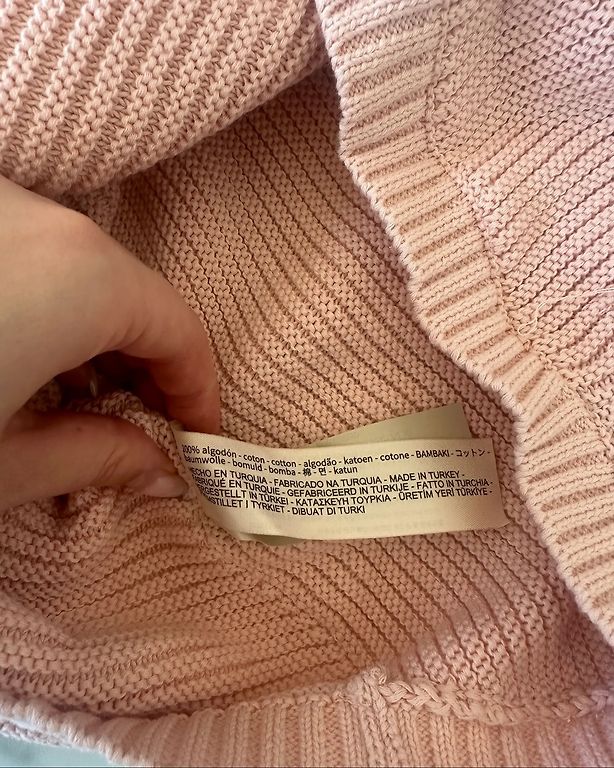 100% algodón - coton - cotton - algodão - katoen - cotone - BAMBAKI - コットン -
baumwolle - bomuld - bomba - 棉 - 면 - katun
HECHO EN TURQUIA - FABRICADO NA TURQUIA - MADE IN TURKEY -
FABRIQUÉ EN TURQUIE - GEFABRICEERD IN TURKIJE - FATTO IN TURCHIA -
HERGESTELLT IN TÜRKEI - ΚΑΤΑΣΚΕΥΗ ΤΟΥΡΚΙΑ - ÜRETİM YERİ TÜRKİYE -
TYRKIET - DIBUAT DI TURKI